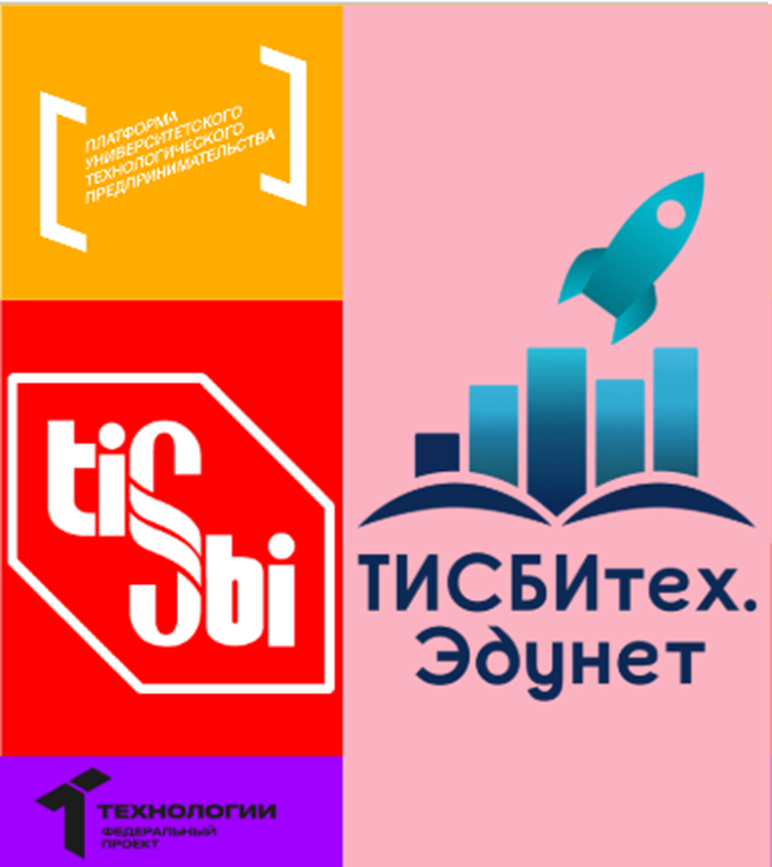 ПЛАТФОРМА
УНИВЕРСИТЕТСКОГО
ТЕХНОЛОГИЧЕСКОГО
ПРЕДПРИНИМАТЕЛЬСТВА
tiSbi
ТЕХНОЛОГИИ
ФЕДЕРАЛЬНЫЙ
ПРОЕКТ
ТИСБИтех.
Эдунет